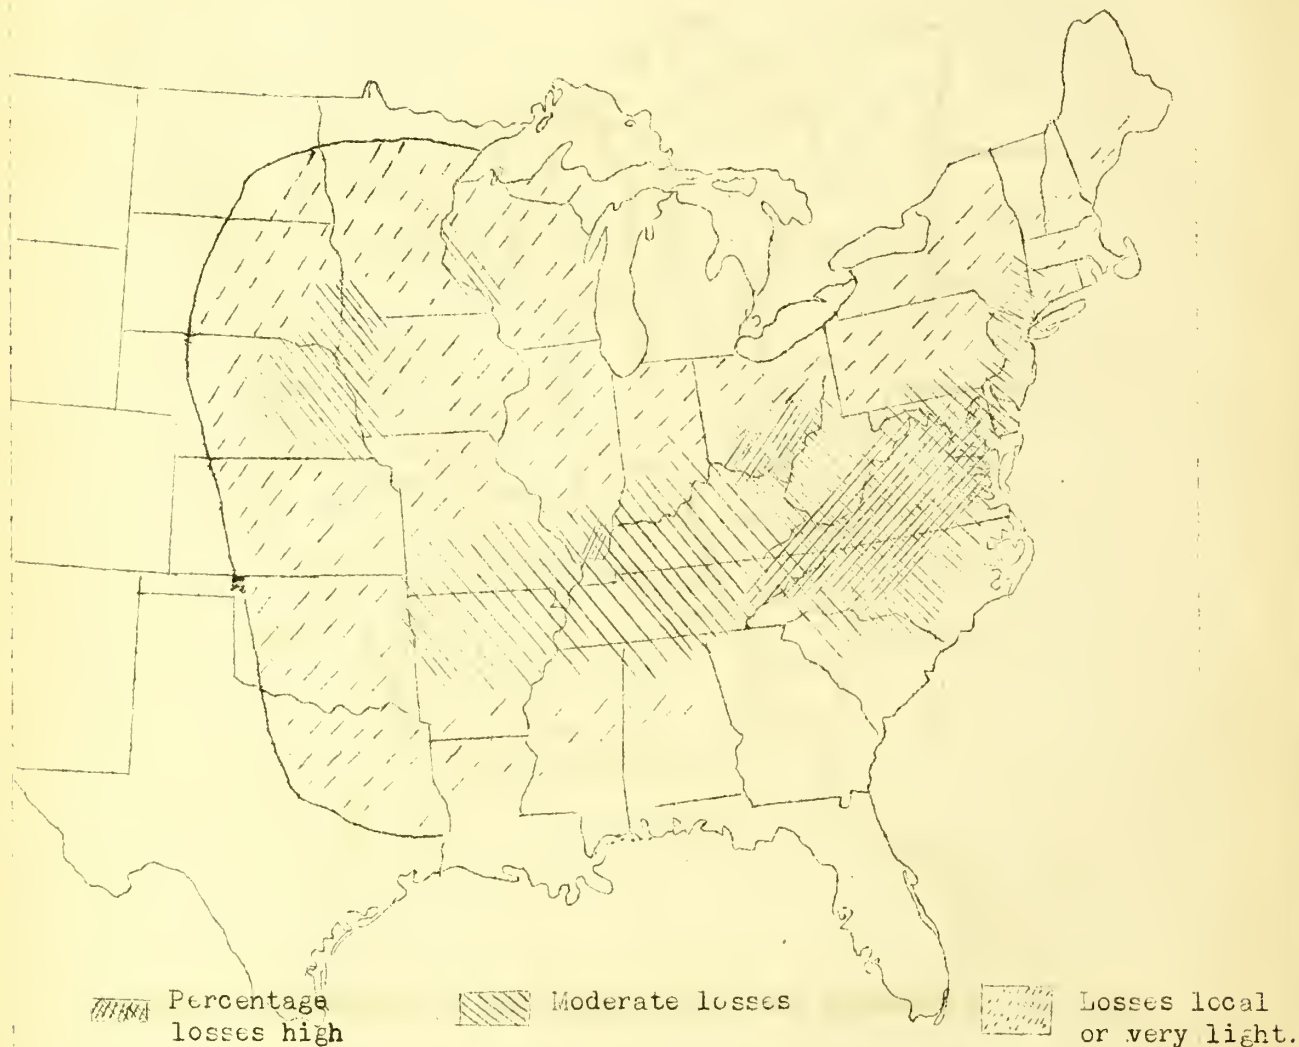 Percentage
losses high
Moderate losses
Losses local
or very light.